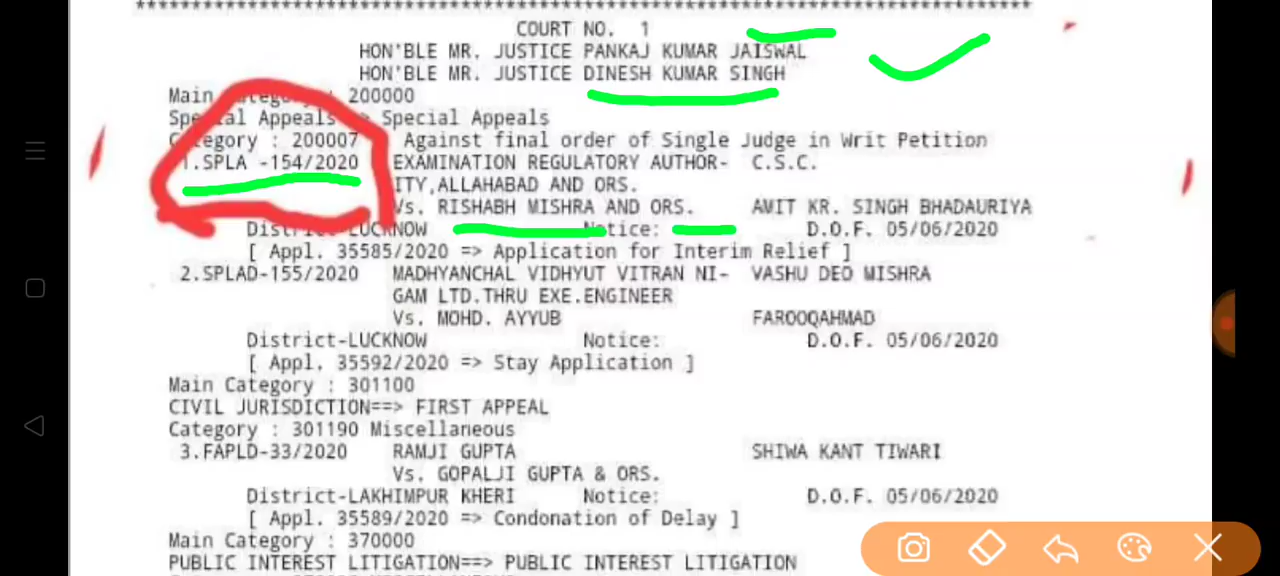 ********************************************************************************
COURT NO. 1
HON'BLE MR. JUSTICE PANKAJ KUMAR JAISWAL
HON'BLE MR. JUSTICE DINESH KUMAR SINGH
Main Category : 200000
Special Appeals => Special Appeals
Category : 200007 Against final order of Single Judge in Writ Petition
1.SPLA -154/2020 EXAMINATION REGULATORY AUTHOR- C.S.C.
ITY,ALLAHABAD AND ORS.
Vs. RISHABH MISHRA AND ORS. AMIT KR. SINGH BHADAURIYA
District-LUCKNOW Notice: D.O.F. 05/06/2020
[ Appl. 35585/2020 => Application for Interim Relief ]
2.SPLAD-155/2020 MADHYANCHAL VIDHYUT VITRAN NI- VASHU DEO MISHRA
GAM LTD.THRU EXE.ENGINEER
Vs. MOHD. AYYUB FAROOQAHMAD
District-LUCKNOW Notice: D.O.F. 05/06/2020
[ Appl. 35592/2020 => Stay Application ]
Main Category : 301100
CIVIL JURISDICTION==> FIRST APPEAL
Category : 301190 Miscellaneous
3.FAPLD-33/2020 RAMJI GUPTA SHIWA KANT TIWARI
Vs. GOPALJI GUPTA & ORS.
District-LAKHIMPUR KHERI Notice: D.O.F. 05/06/2020
[ Appl. 35589/2020 => Condonation of Delay ]
Main Category : 370000
PUBLIC INTEREST LITIGATION==> PUBLIC INTEREST LITIGATION